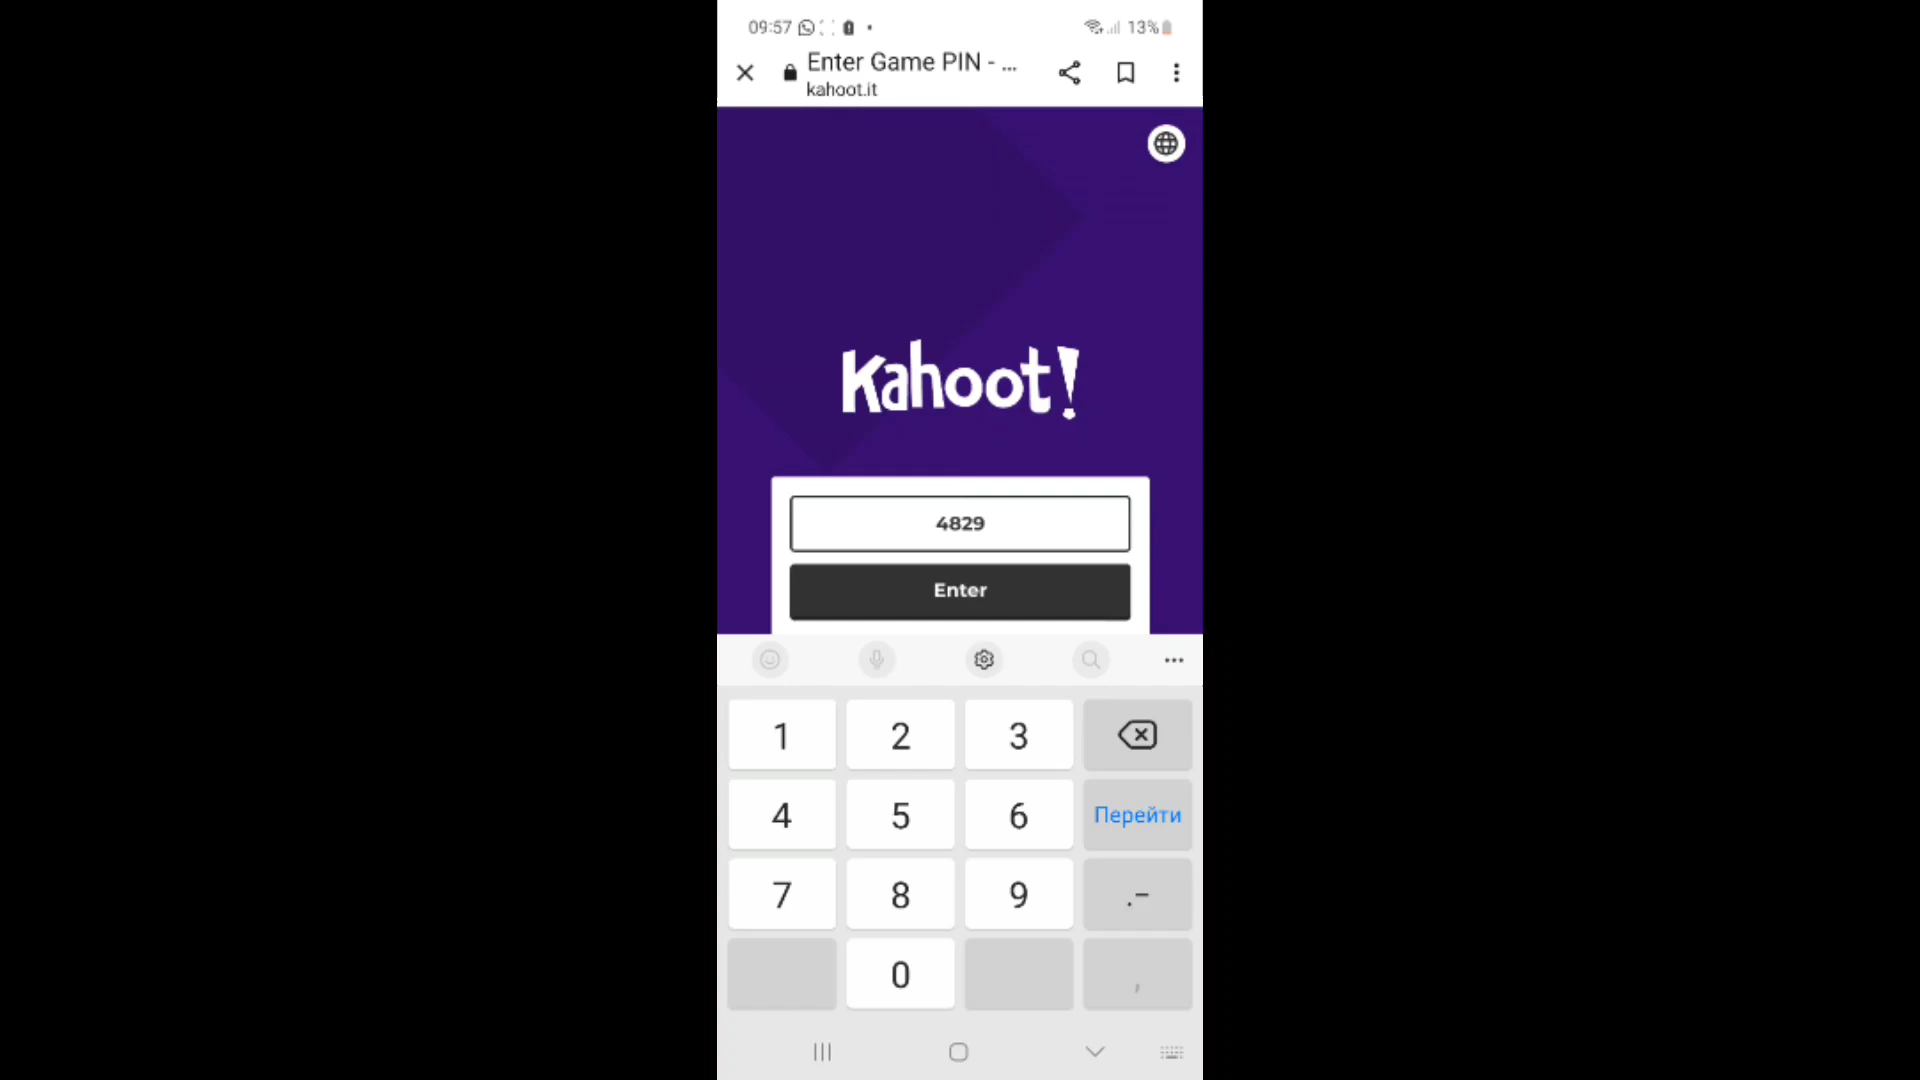 09:57 13%
Enter Game PIN - ...
kahoot.it
Kahoot!
4829
Enter
1 2 3
4 5 6 Перейти
7 8 9 .-
0 ,